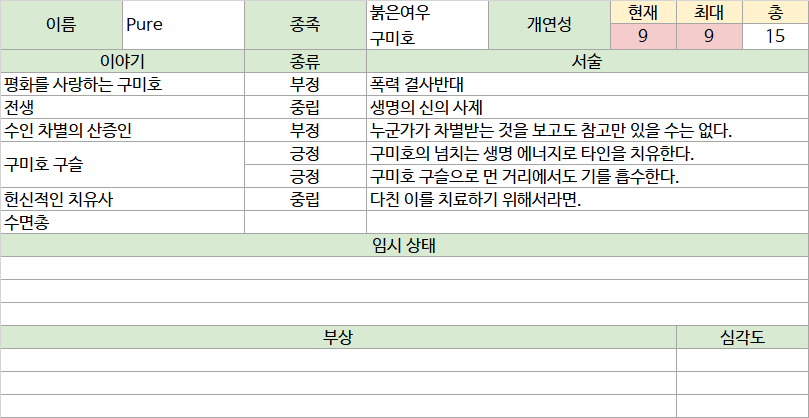 이름 Pure 종족 붉은여우 구미호 개연성 현재 최대 총
9 9 15
이야기 종류 서술
평화를 사랑하는 구미호 부정 폭력 결사반대
전생 중립 생명의 신의 사제
수인 차별의 산증인 부정 누군가가 차별받는 것을 보고도 참고만 있을 수는 없다.
구미호 구슬 긍정 구미호의 넘치는 생명 에너지로 타인을 치유한다.
긍정 구미호 구슬으로 먼 거리에서도 기를 흡수한다.
헌신적인 치유사 중립 다친 이를 치료하기 위해서라면.
수면총
임시 상태
부상 심각도